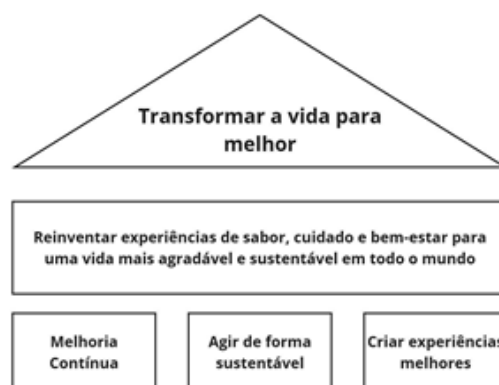 Transformar a vida para
melhor
Reinventar experiências de sabor, cuidado e bem-estar para
uma vida mais agradável e sustentável em todo o mundo
Melhoria
Contínua
Agir de forma
sustentável
Criar experiências
melhores